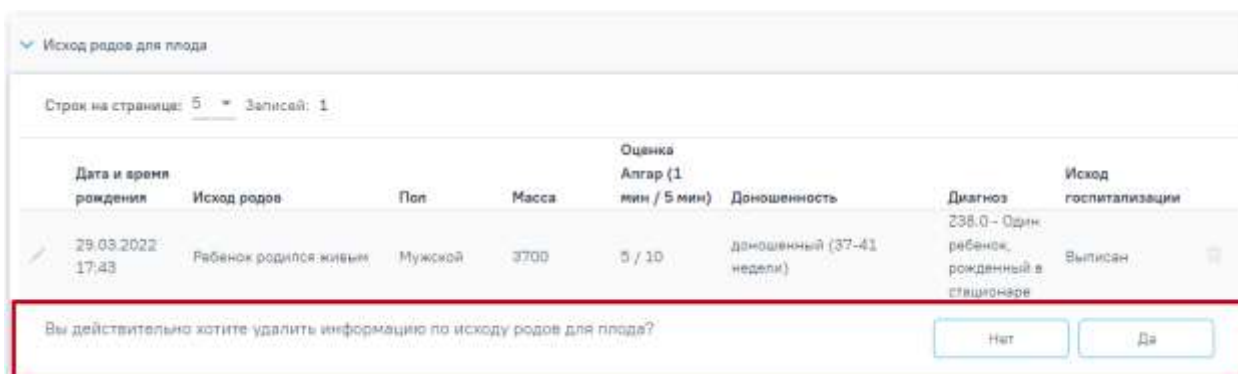 Исход родов для плода
Строк на странице: 5 Записей: 1
Оценка
Дата и время Апгар (1 Исход
рождения Исход родов Пол Масса мин / 5 мин) Доношенность Диагноз госпитализации
Z38.0 - Один
29.03.2022 ребенок,
17:43 Ребенок родился живым Мужской 3700 5 / 10 доношенный (37-41 недели) рожденный в Выписан
стационаре
Вы действительно хотите удалить информацию по исходу родов для плода? Нет Да